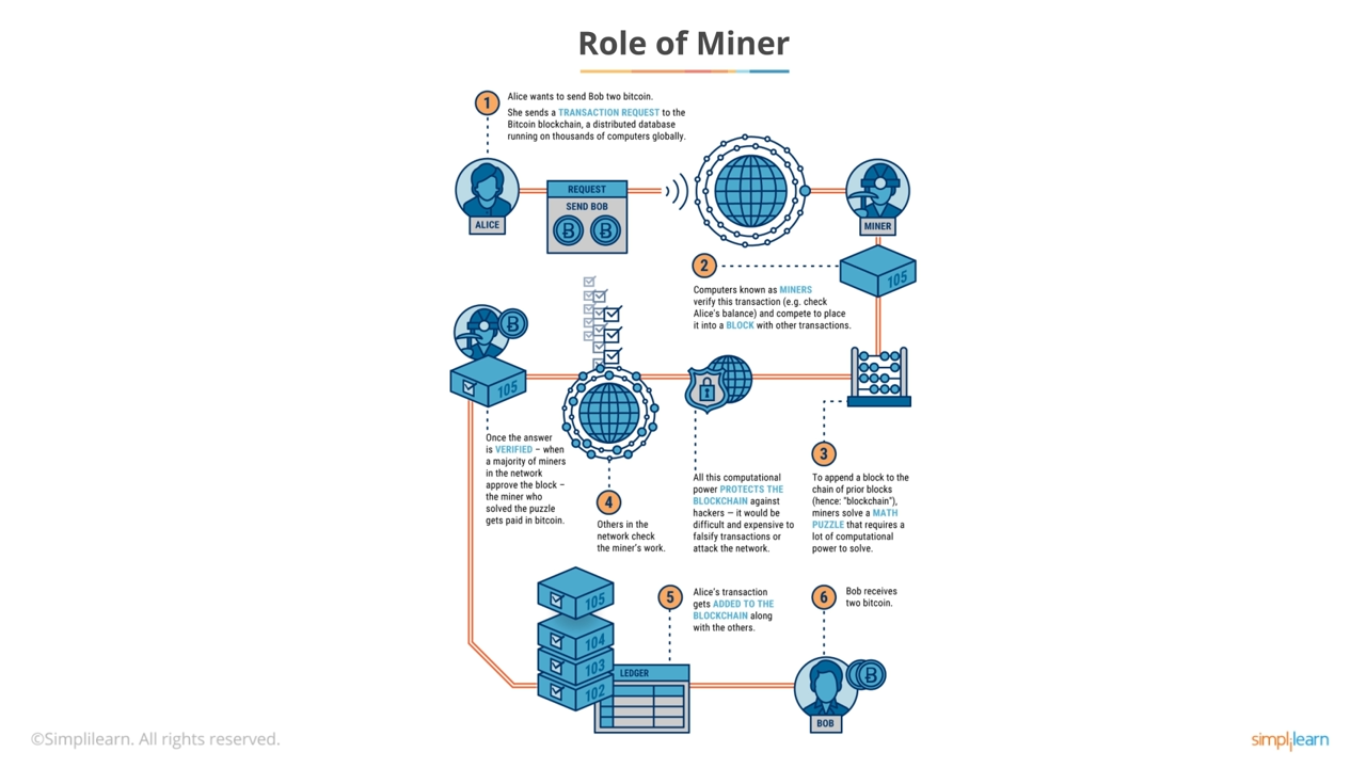 Role of Miner
1
Alice wants to send Bob two bitcoin.
She sends a TRANSACTION REQUEST to the
Bitcoin blockchain, a distributed database
running on thousands of computers globally.
REQUEST
SEND BOB
ALICE
MINER
2
105
Computers known as MINERS
verify this transaction (e.g. check
Alice's balance) and compete to place
it into a BLOCK with other transactions.
105
Once the answer
is VERIFIED – when
a majority of miners
in the network
approve the block –
the miner who
solved the puzzle
gets paid in bitcoin.
4
Others in the
network check
the miner's work.
All this computational
power PROTECTS THE
BLOCKCHAIN against
hackers – it would be
difficult and expensive to
falsify transactions or
attack the network.
3
To append a block to the
chain of prior blocks
(hence: "blockchain"),
miners solve a MATH
PUZZLE that requires a
lot of computational
power to solve.
105
104
103
102
LEDGER
5
Alice's transaction
gets ADDED TO THE
BLOCKCHAIN along
with the others.
6
Bob receives
two bitcoin.
BOB
©Simplilearn. All rights reserved.
simplilearn